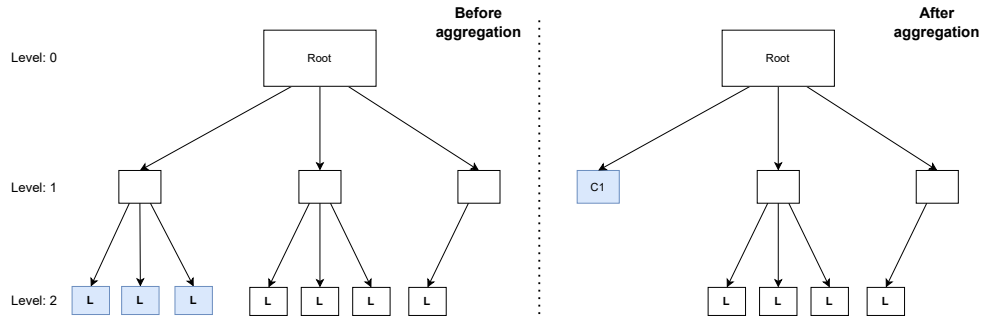 Before
aggregation
After
aggregation
Level: 0
Root
Root
Level: 1
C1
Level: 2
L
L
L
L
L
L
L
L
L
L
L